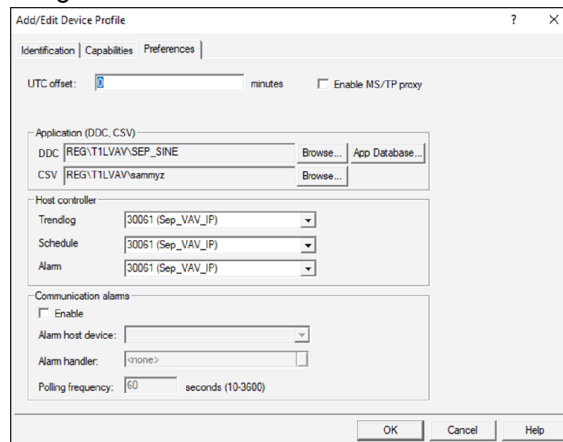 Add/Edit Device Profile ? ×
Identification Capabilities Preferences
UTC offset: 0 minutes Enable MS/TP proxy
Application (DDC, CSV)
DDC REG\T1LVAV\SEP_SINE Browse... App Database...
CSV REG\T1LVAV\sammyz Browse...
Host controller
Trendlog 30061 (Sep_VAV_IP)
Schedule 30061 (Sep_VAV_IP)
Alarm 30061 (Sep_VAV_IP)
Communication alarms
Enable
Alarm host device:
Alarm handler: <none>
Polling frequency: 60 seconds (10-3600)
OK Cancel Help